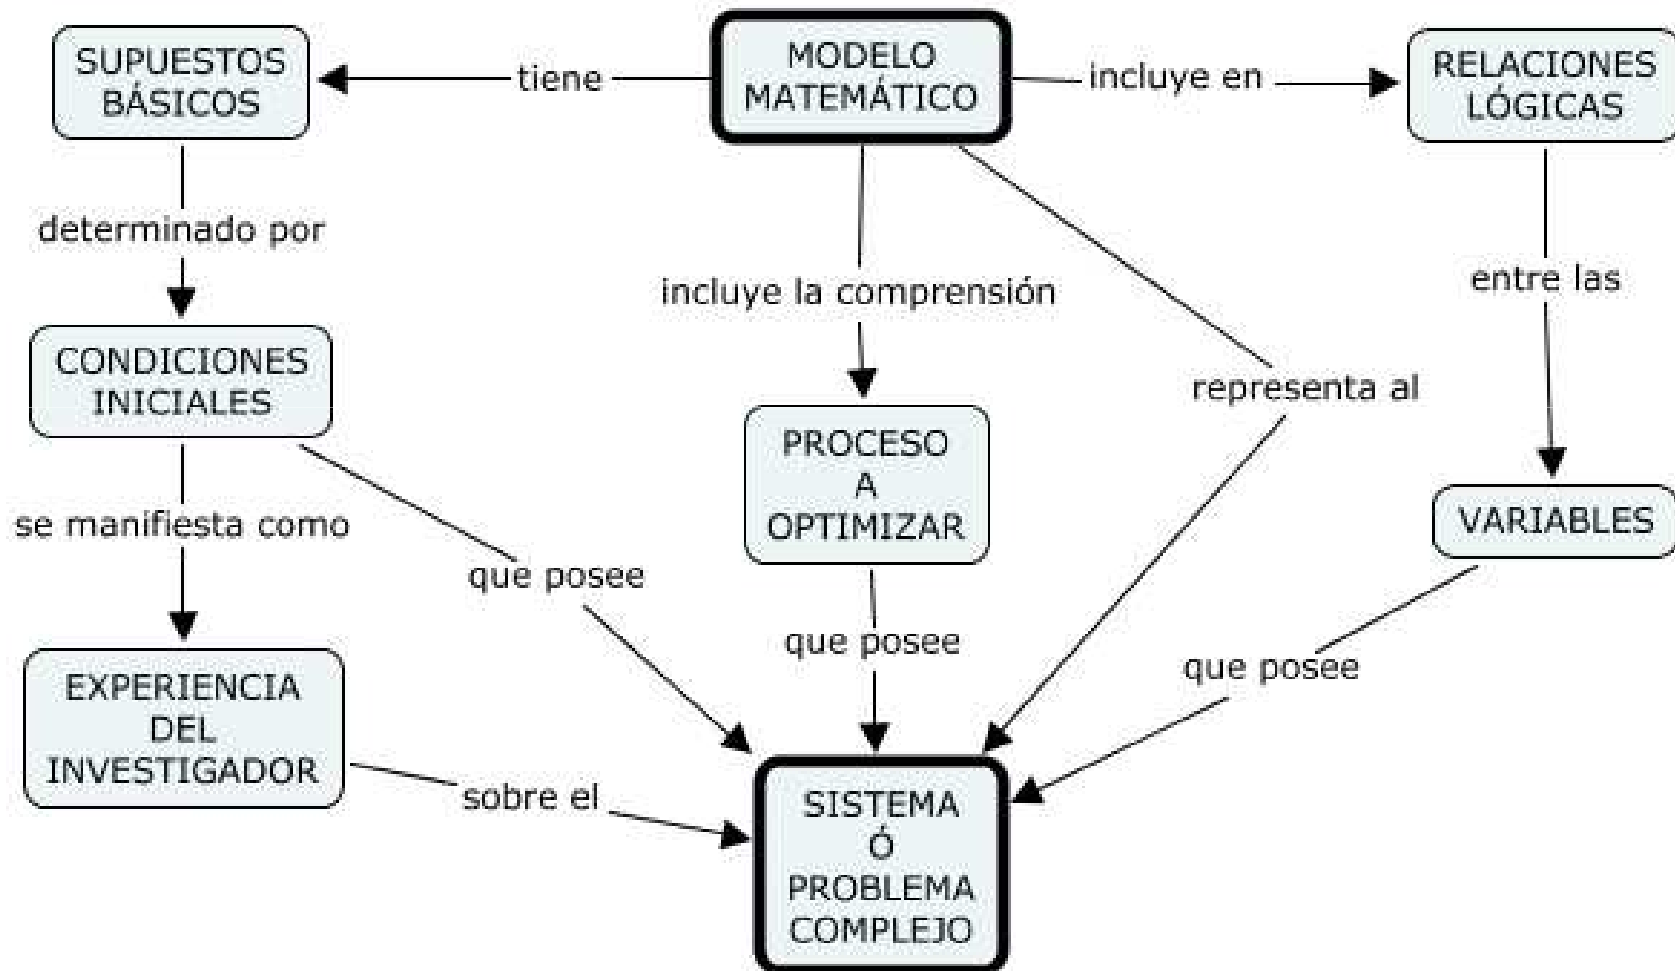 SUPUESTOS
BÁSICOS
tiene
MODELO
MATEMÁTICO
incluye en
RELACIONES
LÓGICAS
determinado por
incluye la comprensión
entre las
CONDICIONES
INICIALES
representa al
PROCESO
A
OPTIMIZAR
VARIABLES
se manifiesta como
que posee
que posee
que posee
EXPERIENCIA
DEL
INVESTIGADOR
sobre el
SISTEMA
Ó
PROBLEMA
COMPLEJO